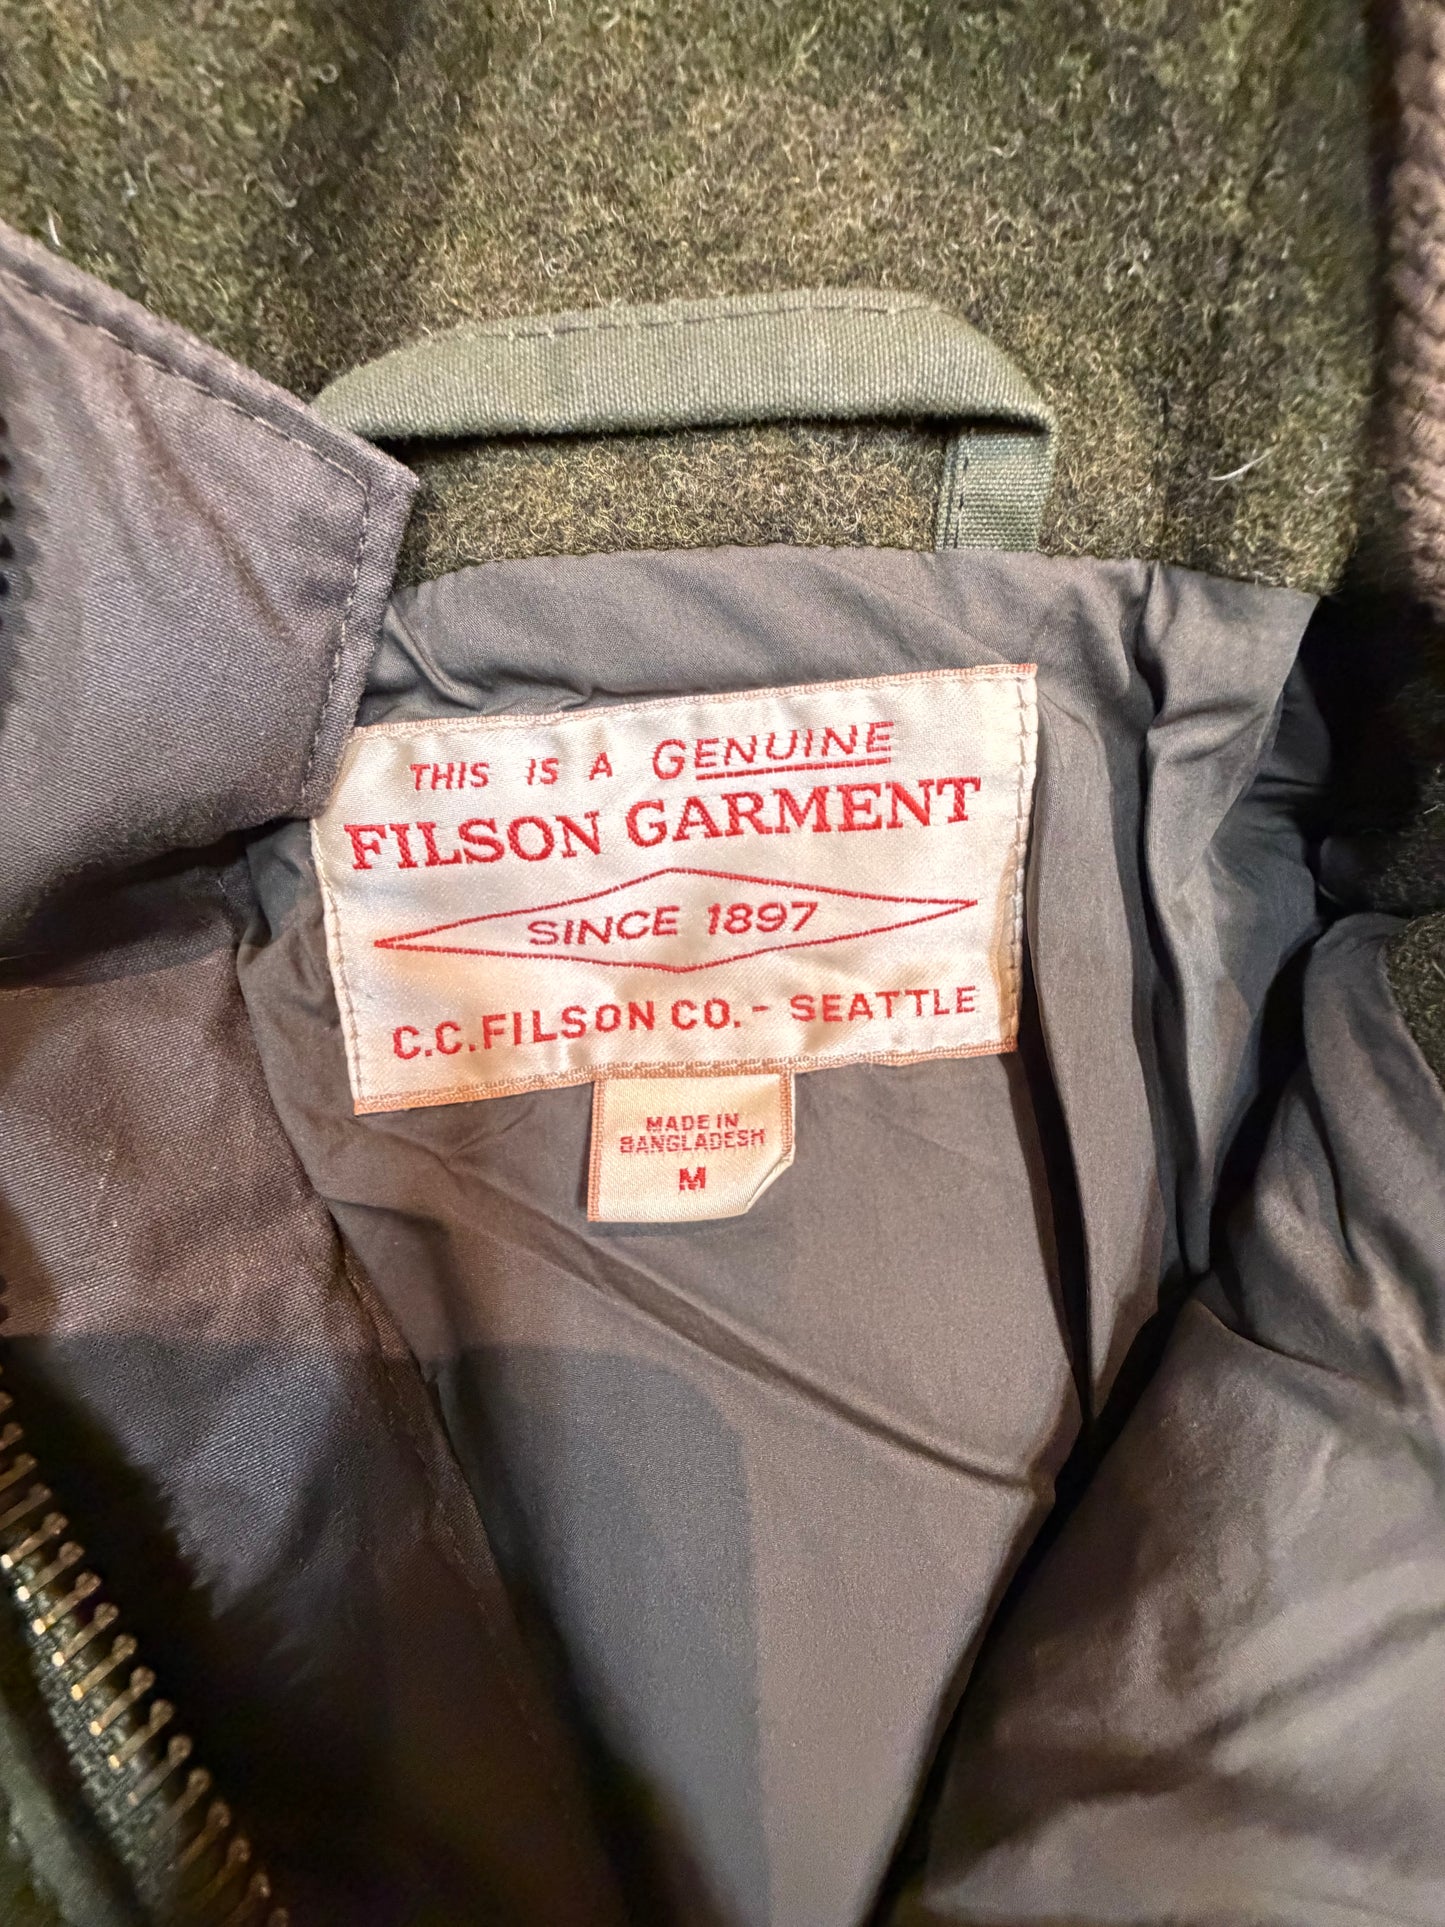 THIS IS A GENUINE
FILSON GARMENT
SINCE 1897
C.C. FILSON CO. - SEATTLE
MADE IN
BANGLADESH
M